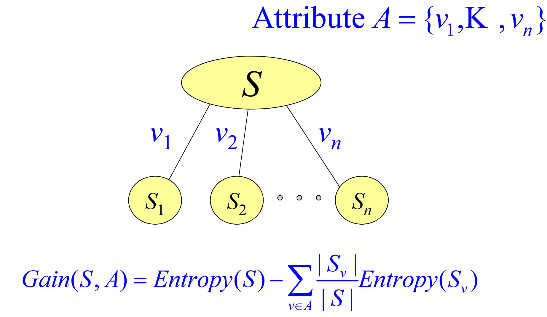 Attribute A = {v₁,K , vₙ}
S
v₁ v₂ vₙ
S₁ S₂ • • • Sₙ
Gain(S, A) = Entropy(S) − ∑_{v∈A} |Sᵥ|/|S| Entropy(Sᵥ)